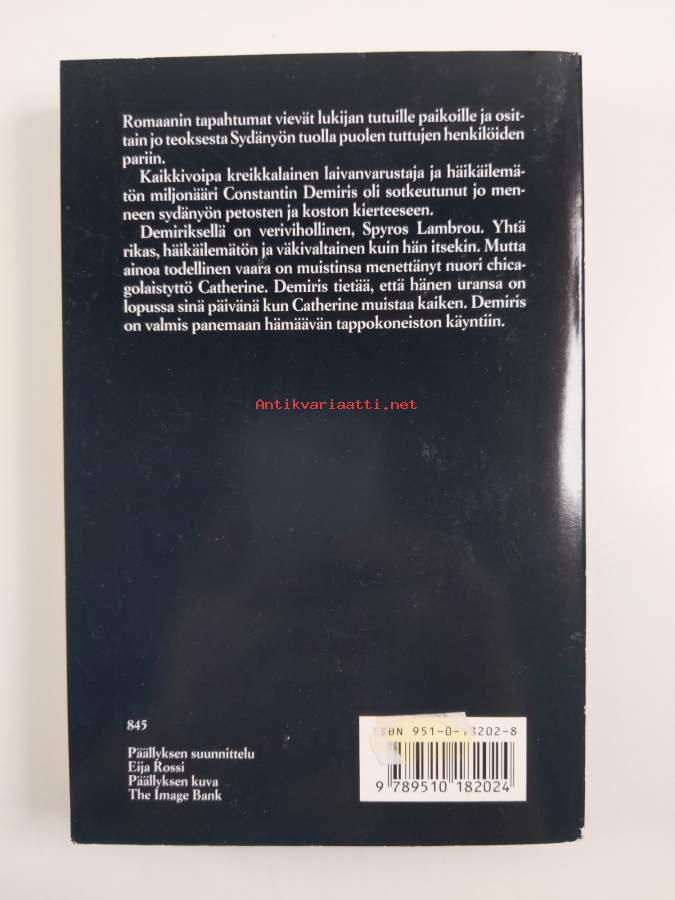 Romaanin tapahtumat vievät lukijan tutuille paikoille ja osit-
tain jo teoksesta Sydänyön tuolla puolen tuttujen henkilöiden
pariin.
Kaikkivoipa kreikkalainen laivanvarustaja ja häikäilemä-
tön miljonääri Constantin Demiris oli sotkeutunut jo men-
neen sydänyön petosten ja koston kierteeseen.
Demiriksellä on verivihollinen, Spyros Lambrou. Yhtä
rikas, häikäilemätön ja väkivaltainen kuin hän itsekin. Mutta
ainoa todellinen vaara on muistinsa menettänyt nuori chica-
golaistyttö Catherine. Demiris tietää, että hänen uransa on
lopussa sinä päivänä kun Catherine muistaa kaiken. Demiris
on valmis panemaan hämäävän tappokoneiston käyntiin.
Antikvariaatti.net
845
Päällyksen suunnittelu
Eija Rossi
Päällyksen kuva
The Image Bank
ISBN 951-0-18202-8
9 789510 182024